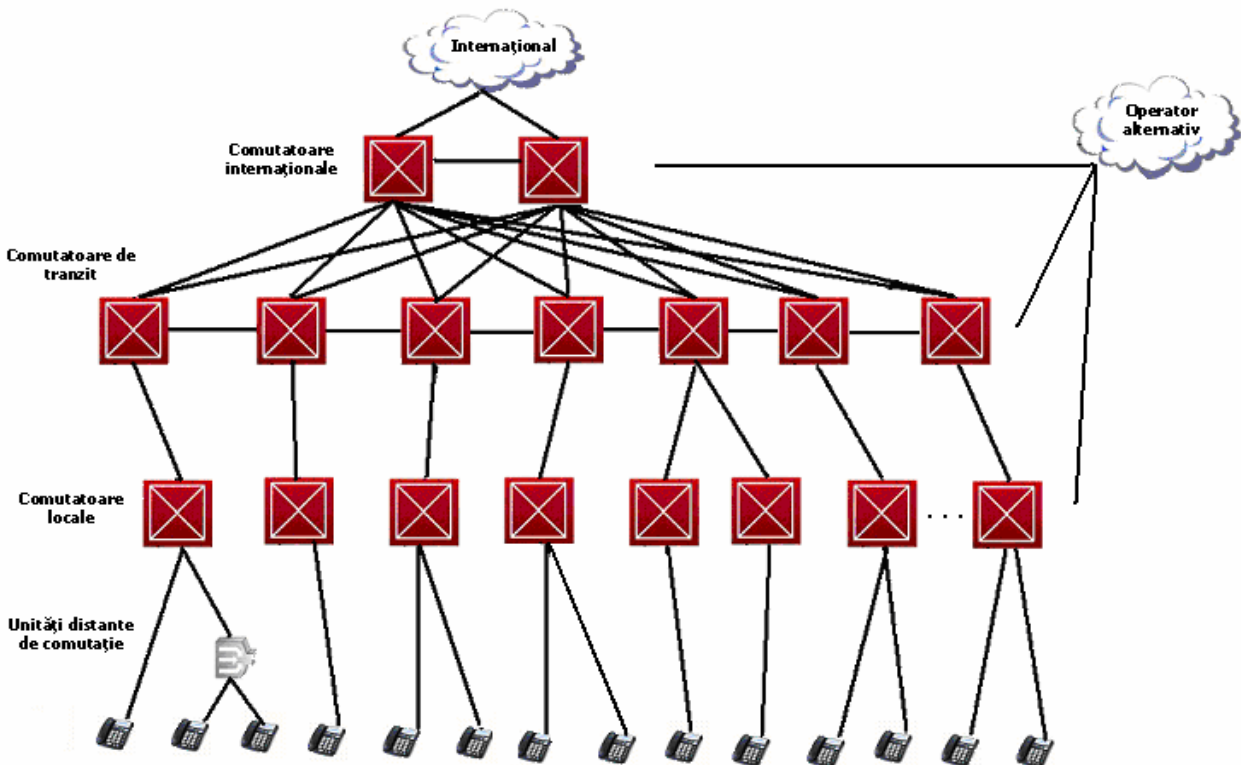 Internaţional
Operator
alternativ
Comutatoare
internaţionale
Comutatoare de
tranzit
Comutatoare
locale
. . .
Unităţi distante
de comutaţie